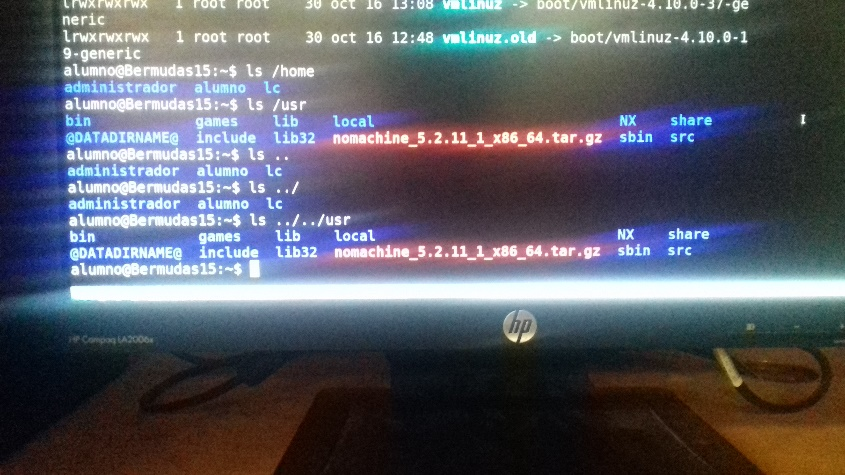 lrwxrwxrwx 1 root root 30 oct 16 13:08 vmlinuz -> boot/vmlinuz-4.10.0-37-ge
neric
lrwxrwxrwx 1 root root 30 oct 16 12:48 vmlinuz.old -> boot/vmlinuz-4.10.0-1
9-generic
alumno@Bermudas15:~$ ls /home
administrador alumno lc
alumno@Bermudas15:~$ ls /usr
bin games lib local NX share
@DATADIRNAME@ include lib32 nomachine_5.2.11_1_x86_64.tar.gz sbin src
alumno@Bermudas15:~$ ls ..
administrador alumno lc
alumno@Bermudas15:~$ ls ../
administrador alumno lc
alumno@Bermudas15:~$ ls ../../usr
bin games lib local NX share
@DATADIRNAME@ include lib32 nomachine_5.2.11_1_x86_64.tar.gz sbin src
alumno@Bermudas15:~$
hp
HP Compaq LA2006x